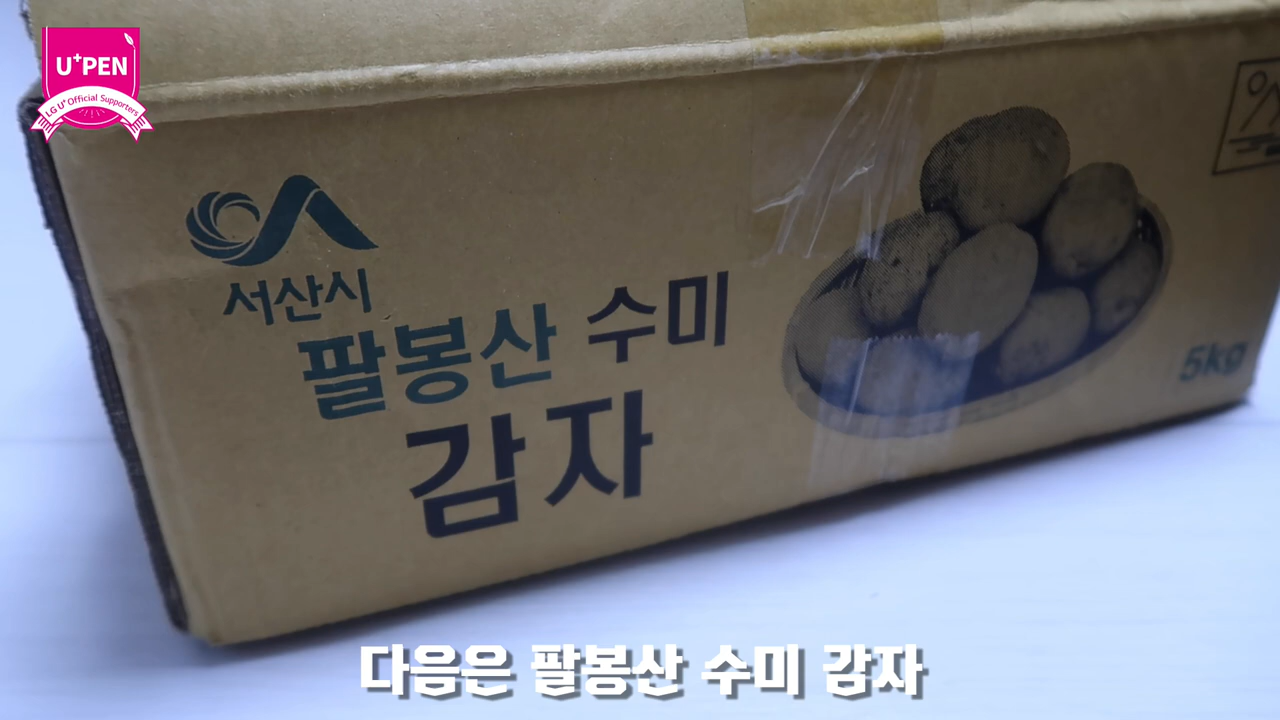 U+PEN
LG U+ Official Supporters
서산시
팔봉산 수미
감자
5kg
다음은 팔봉산 수미 감자